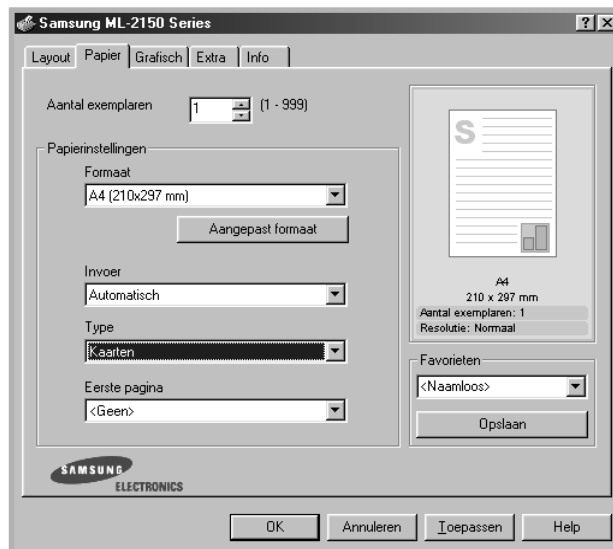 Samsung ML-2150 Series
Layout Papier Grafisch Extra Info
Aantal exemplaren 1 (1 - 999)
Papierinstellingen
Formaat
A4 (210x297 mm)
Aangepast formaat
Invoer
Automatisch
Type
Kaarten
Eerste pagina
<Geen>
S
A4
210 x 297 mm
Aantal exemplaren: 1
Resolutie: Normaal
Favorieten
<Naamloos>
Opslaan
SAMSUNG
ELECTRONICS
OK Annuleren Toepassen Help